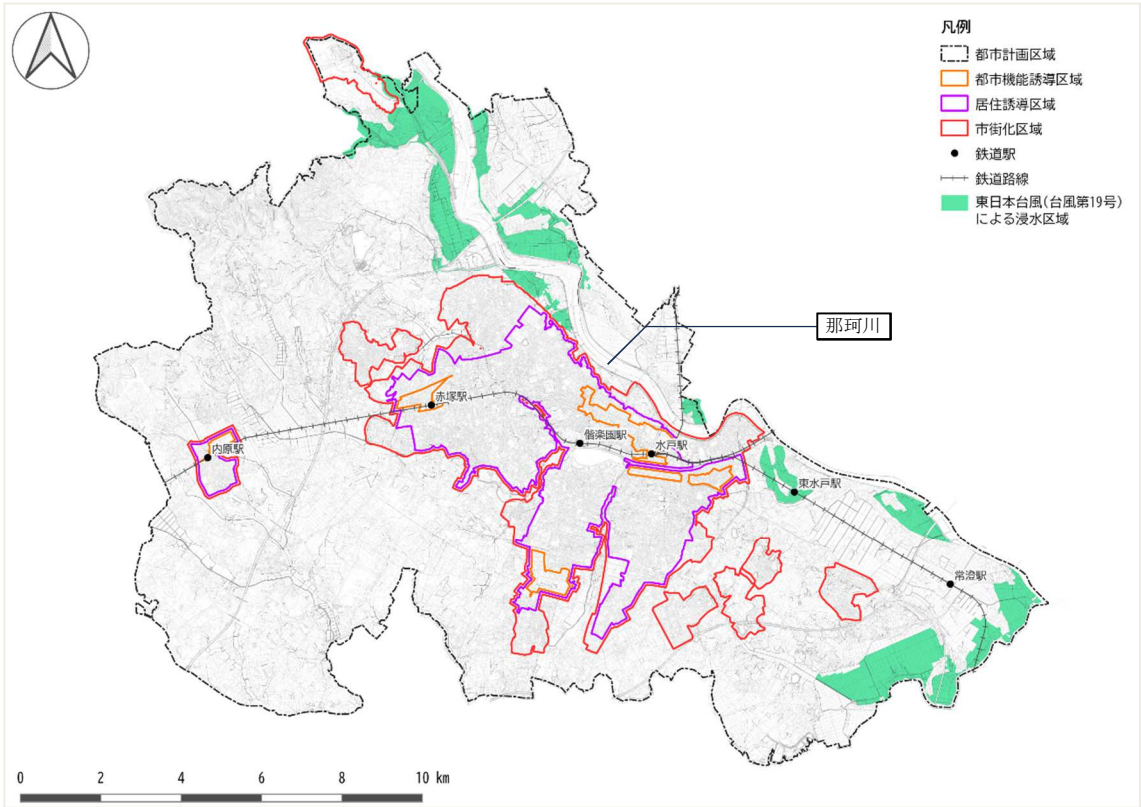 凡例
都市計画区域
都市機能誘導区域
居住誘導区域
市街化区域
鉄道駅
鉄道路線
東日本台風(台風第19号)
による浸水区域
那珂川
赤塚駅
内原駅
偕楽園駅
水戸駅
東水戸駅
常澄駅
0 2 4 6 8 10 km